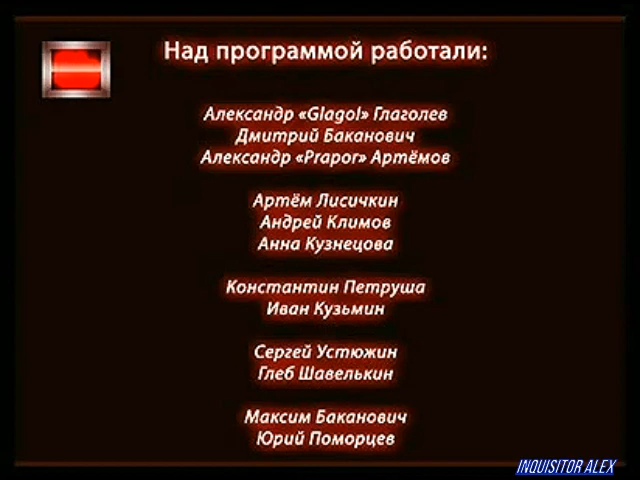 Над программой работали:
Александр «Glagol» Глаголев
Дмитрий Баканович
Александр «Prapor» Артёмов
Артём Лисичкин
Андрей Климов
Анна Кузнецова
Константин Петруша
Иван Кузьмин
Сергей Устюжин
Глеб Шавелькин
Максим Баканович
Юрий Поморцев
INQUISITOR ALEX